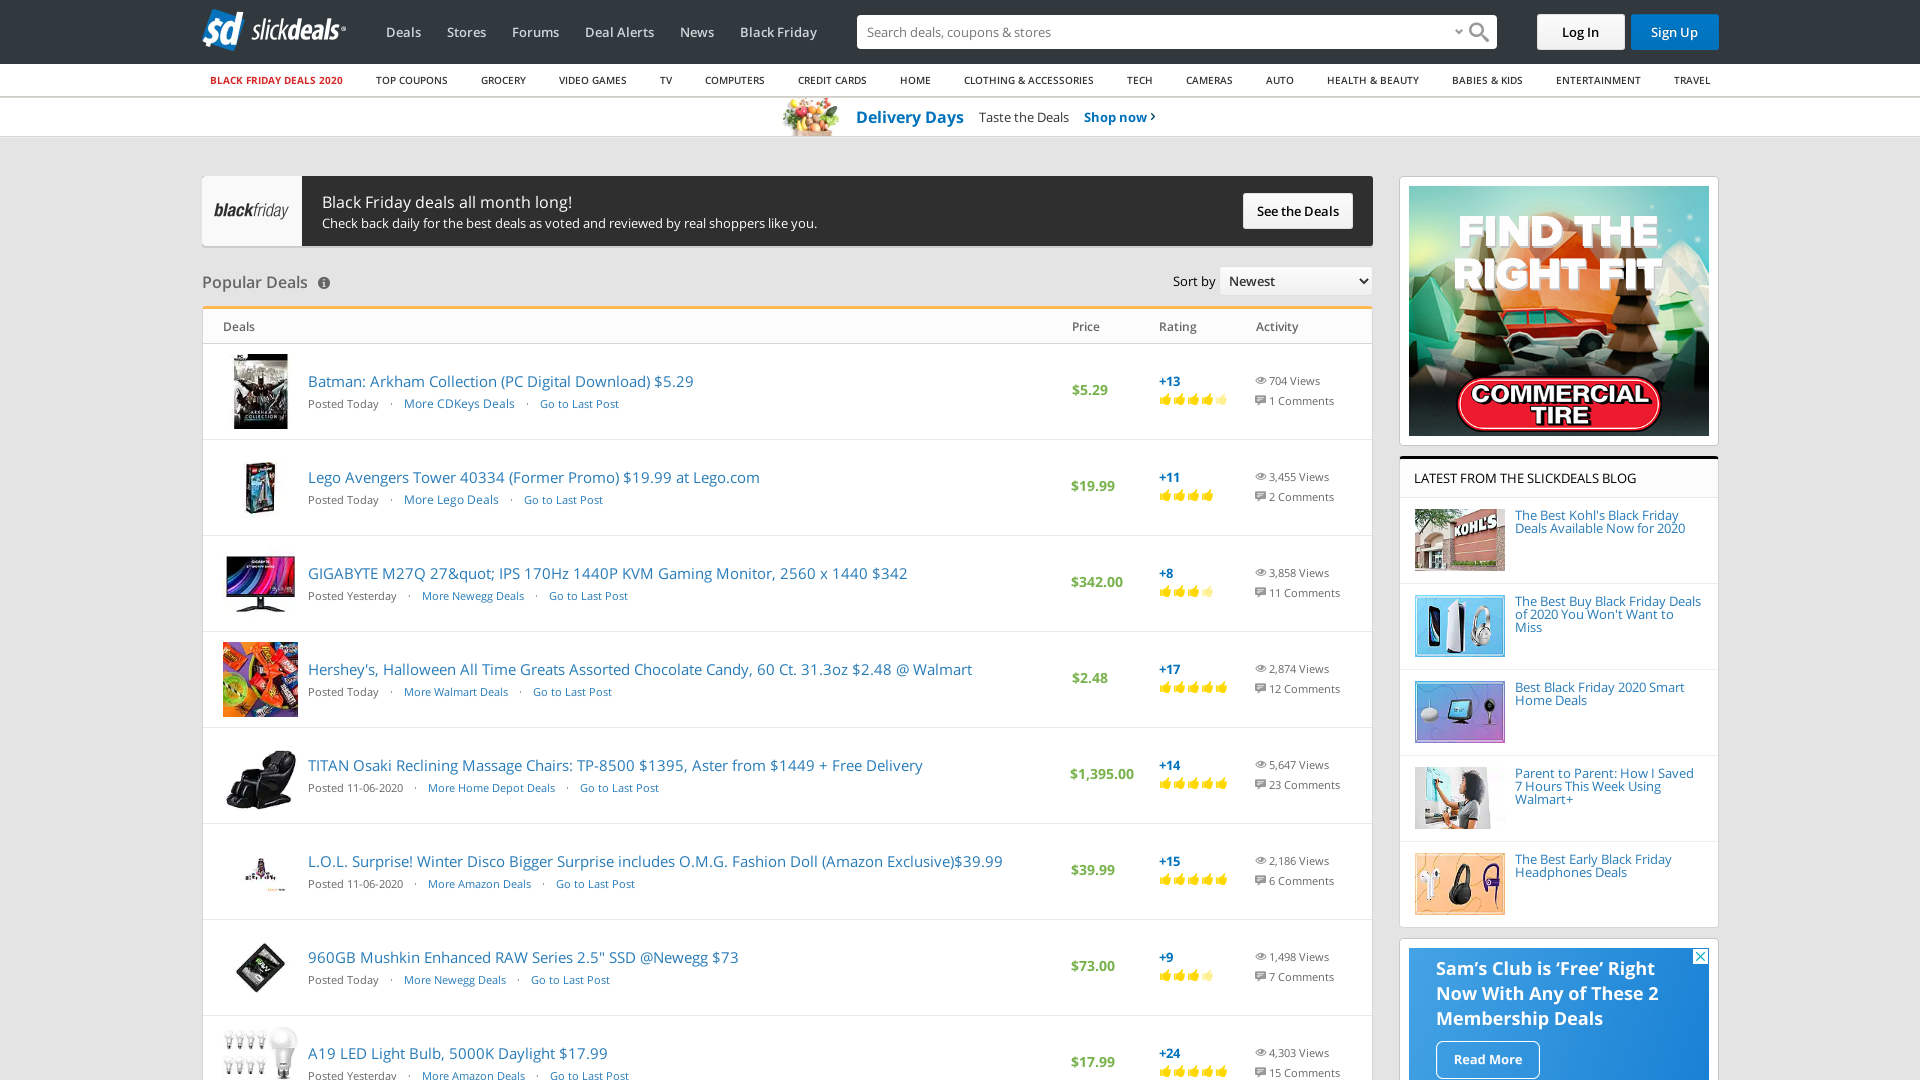 slickdeals
Deals Stores Forums Deal Alerts News Black Friday
Search deals, coupons & stores
Log In Sign Up
BLACK FRIDAY DEALS 2020 TOP COUPONS GROCERY VIDEO GAMES TV COMPUTERS CREDIT CARDS HOME CLOTHING & ACCESSORIES TECH CAMERAS AUTO HEALTH & BEAUTY BABIES & KIDS ENTERTAINMENT TRAVEL
Delivery Days Taste the Deals Shop now
blackfriday
Black Friday deals all month long!
Check back daily for the best deals as voted and reviewed by real shoppers like you.
See the Deals
Popular Deals
Sort by Newest
Deals Price Rating Activity
Batman: Arkham Collection (PC Digital Download) $5.29
Posted Today · More CDKeys Deals · Go to Last Post
$5.29
+13
704 Views
1 Comments
Lego Avengers Tower 40334 (Former Promo) $19.99 at Lego.com
Posted Today · More Lego Deals · Go to Last Post
$19.99
+11
3,455 Views
2 Comments
GIGABYTE M27Q 27&quot; IPS 170Hz 1440P KVM Gaming Monitor, 2560 x 1440 $342
Posted Yesterday · More Newegg Deals · Go to Last Post
$342.00
+8
3,858 Views
11 Comments
Hershey's, Halloween All Time Greats Assorted Chocolate Candy, 60 Ct. 31.3oz $2.48 @ Walmart
Posted Today · More Walmart Deals · Go to Last Post
$2.48
+17
2,874 Views
12 Comments
TITAN Osaki Reclining Massage Chairs: TP-8500 $1395, Aster from $1449 + Free Delivery
Posted 11-06-2020 · More Home Depot Deals · Go to Last Post
$1,395.00
+14
5,647 Views
23 Comments
L.O.L. Surprise! Winter Disco Bigger Surprise includes O.M.G. Fashion Doll (Amazon Exclusive)$39.99
Posted 11-06-2020 · More Amazon Deals · Go to Last Post
$39.99
+15
2,186 Views
6 Comments
960GB Mushkin Enhanced RAW Series 2.5" SSD @Newegg $73
Posted Today · More Newegg Deals · Go to Last Post
$73.00
+9
1,498 Views
7 Comments
A19 LED Light Bulb, 5000K Daylight $17.99
Posted Yesterday · More Amazon Deals · Go to Last Post
$17.99
+24
4,303 Views
15 Comments
FIND THE
RIGHT FIT
COMMERCIAL
TIRE
LATEST FROM THE SLICKDEALS BLOG
KOHL'S
The Best Kohl's Black Friday
Deals Available Now for 2020
The Best Buy Black Friday Deals
of 2020 You Won't Want to
Miss
Best Black Friday 2020 Smart
Home Deals
Parent to Parent: How I Saved
7 Hours This Week Using
Walmart+
The Best Early Black Friday
Headphones Deals
Sam's Club is ‘Free’ Right
Now With Any of These 2
Membership Deals
Read More